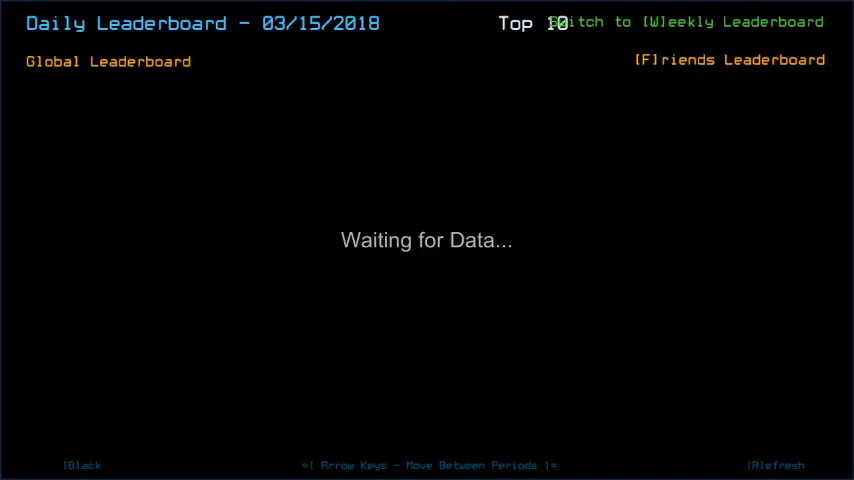 Daily Leaderboard - 03/15/2018
Top 10
Switch to [W]eekly Leaderboard
Global Leaderboard
[F]riends Leaderboard
Waiting for Data...
[B]ack
=[ Arrow Keys - Move Between Periods ]=
[R]efresh